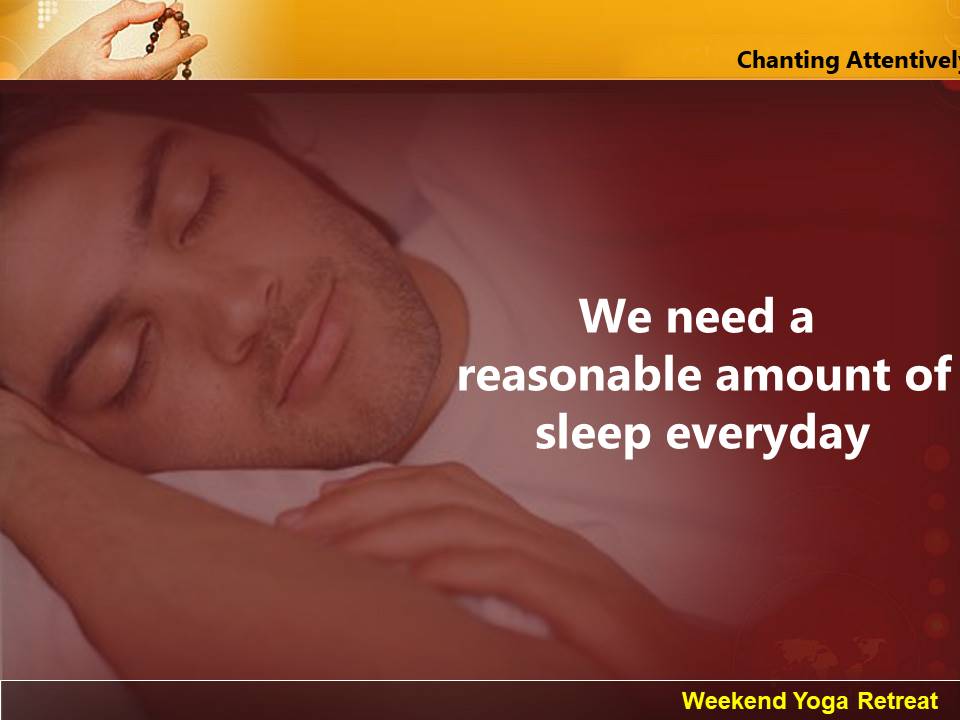 Chanting Attentively
We need a
reasonable amount of
sleep everyday
Weekend Yoga Retreat